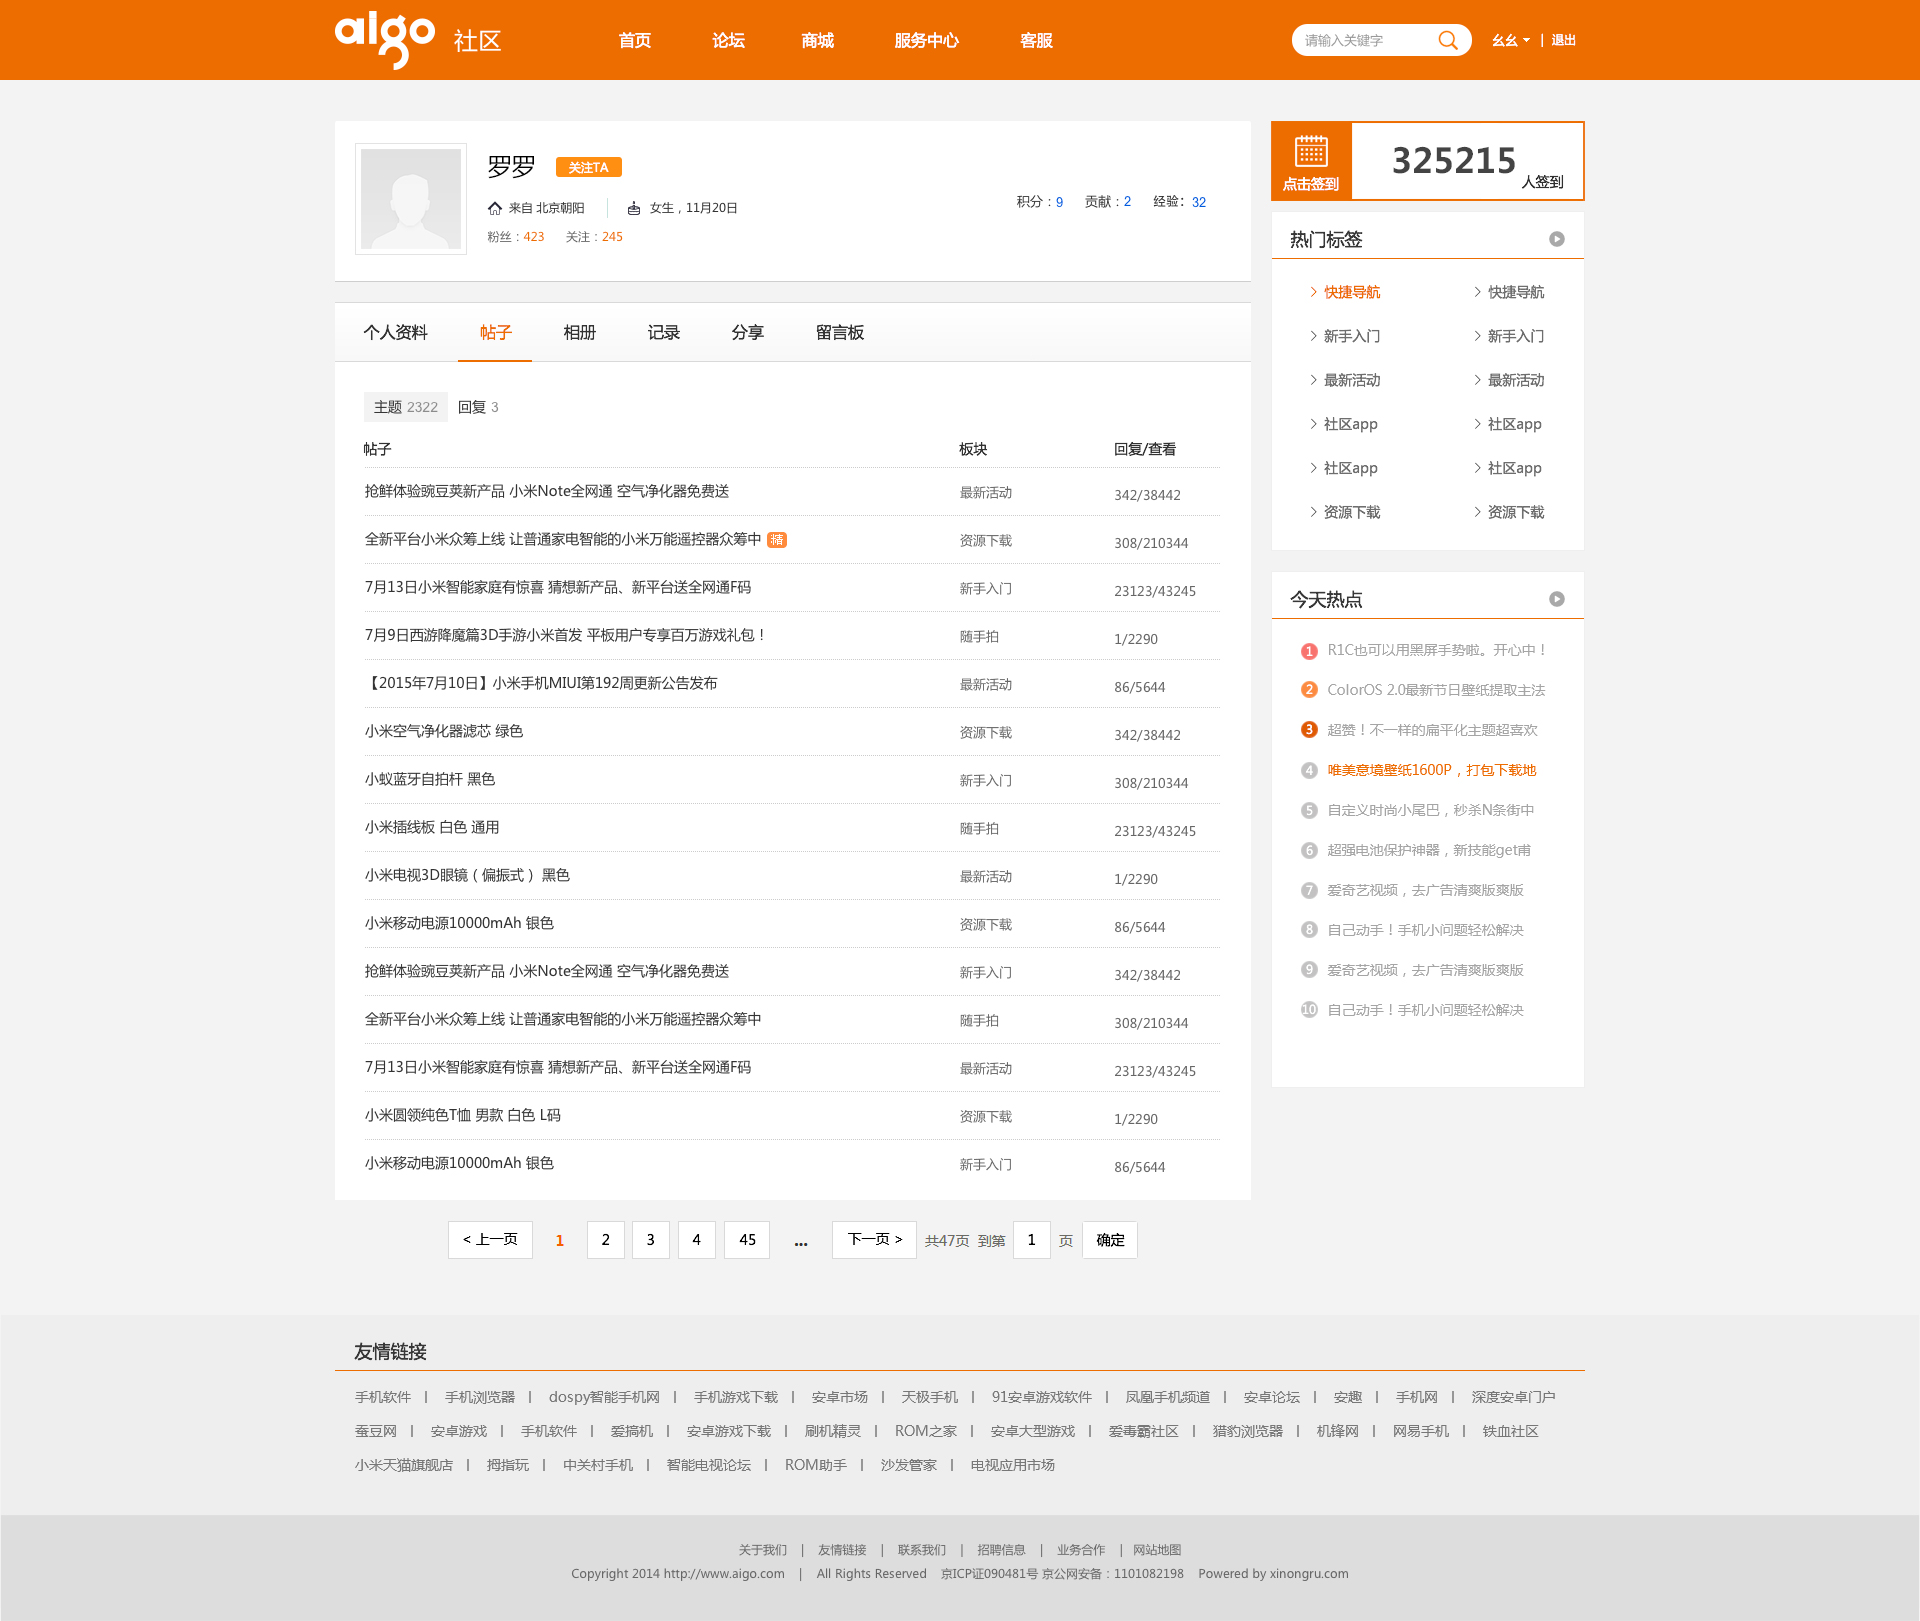 aigo 社区 首页 论坛 商城 服务中心 客服 请输入关键字 幺幺 | 退出
罗罗 关注TA
来自 北京朝阳 女生，11月20日
粉丝：423 关注：245
积分：9 贡献：2 经验：32
点击签到 325215 人签到
个人资料 帖子 相册 记录 分享 留言板
主题 2322 回复 3
帖子 板块 回复/查看
抢鲜体验豌豆荚新产品 小米Note全网通 空气净化器免费送 最新活动 342/38442
全新平台小米众筹上线 让普通家电智能的小米万能遥控器众筹中 精 资源下载 308/210344
7月13日小米智能家庭有惊喜 猜想新产品、新平台送全网通F码 新手入门 23123/43245
7月9日西游降魔篇3D手游小米首发 平板用户专享百万游戏礼包！ 随手拍 1/2290
【2015年7月10日】小米手机MIUI第192周更新公告发布 最新活动 86/5644
小米空气净化器滤芯 绿色 资源下载 342/38442
小蚁蓝牙自拍杆 黑色 新手入门 308/210344
小米插线板 白色 通用 随手拍 23123/43245
小米电视3D眼镜（偏振式） 黑色 最新活动 1/2290
小米移动电源10000mAh 银色 资源下载 86/5644
抢鲜体验豌豆荚新产品 小米Note全网通 空气净化器免费送 新手入门 342/38442
全新平台小米众筹上线 让普通家电智能的小米万能遥控器众筹中 随手拍 308/210344
7月13日小米智能家庭有惊喜 猜想新产品、新平台送全网通F码 最新活动 23123/43245
小米圆领纯色T恤 男款 白色 L码 资源下载 1/2290
小米移动电源10000mAh 银色 新手入门 86/5644
< 上一页 1 2 3 4 45 ... 下一页 > 共47页 到第 1 页 确定
热门标签
快捷导航 快捷导航
新手入门 新手入门
最新活动 最新活动
社区app 社区app
社区app 社区app
资源下载 资源下载
今天热点
1 R1C也可以用黑屏手势啦。开心中！
2 ColorOS 2.0最新节日壁纸提取主法
3 超赞！不一样的扁平化主题超喜欢
4 唯美意境壁纸1600P，打包下载地
5 自定义时尚小尾巴，秒杀N条街中
6 超强电池保护神器，新技能get甫
7 爱奇艺视频，去广告清爽版爽版
8 自己动手！手机小问题轻松解决
9 爱奇艺视频，去广告清爽版爽版
10 自己动手！手机小问题轻松解决
友情链接
手机软件 | 手机浏览器 | dospy智能手机网 | 手机游戏下载 | 安卓市场 | 天极手机 | 91安卓游戏软件 | 凤凰手机频道 | 安卓论坛 | 安趣 | 手机网 | 深度安卓门户
蚕豆网 | 安卓游戏 | 手机软件 | 爱搞机 | 安卓游戏下载 | 刷机精灵 | ROM之家 | 安卓大型游戏 | 爱毒霸社区 | 猎豹浏览器 | 机锋网 | 网易手机 | 铁血社区
小米天猫旗舰店 | 拇指玩 | 中关村手机 | 智能电视论坛 | ROM助手 | 沙发管家 | 电视应用市场
关于我们 | 友情链接 | 联系我们 | 招聘信息 | 业务合作 | 网站地图
Copyright 2014 http://www.aigo.com | All Rights Reserved 京ICP证090481号 京公网安备：1101082198 Powered by xinongru.com